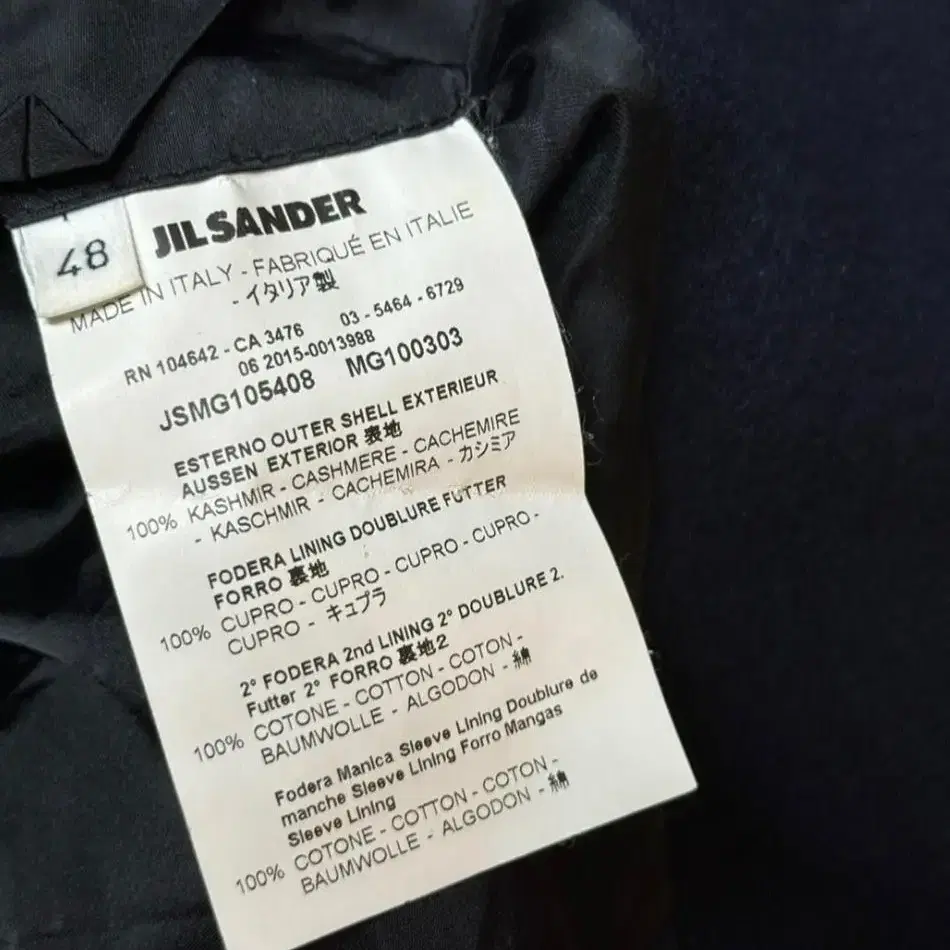 48
JIL SANDER
MADE IN ITALY - FABRIQUÉ EN ITALIE
- イタリア製
RN 104642 - CA 3476 03 - 5464 - 6729
06 2015-0013988
JSMG105408 MG100303
ESTERNO OUTER SHELL EXTERIEUR
AUSSEN EXTERIOR 表地
100% KASHMIR - CASHMERE - CACHEMIRE
- KASCHMIR - CACHEMIRA - カシミア
FODERA LINING DOUBLURE FUTTER
FORRO 裏地
100% CUPRO - CUPRO - CUPRO - CUPRO -
CUPRO - キュプラ
2° FODERA 2nd LINING 2° DOUBLURE 2.
Futter 2° FORRO 裏地2
100% COTONE - COTTON - COTON -
BAUMWOLLE - ALGODON - 綿
Fodera Manica Sleeve Lining Doublure de
manche Sleeve Lining Forro Mangas
Sleeve Lining
100% COTONE - COTTON - COTON -
BAUMWOLLE - ALGODON - 綿